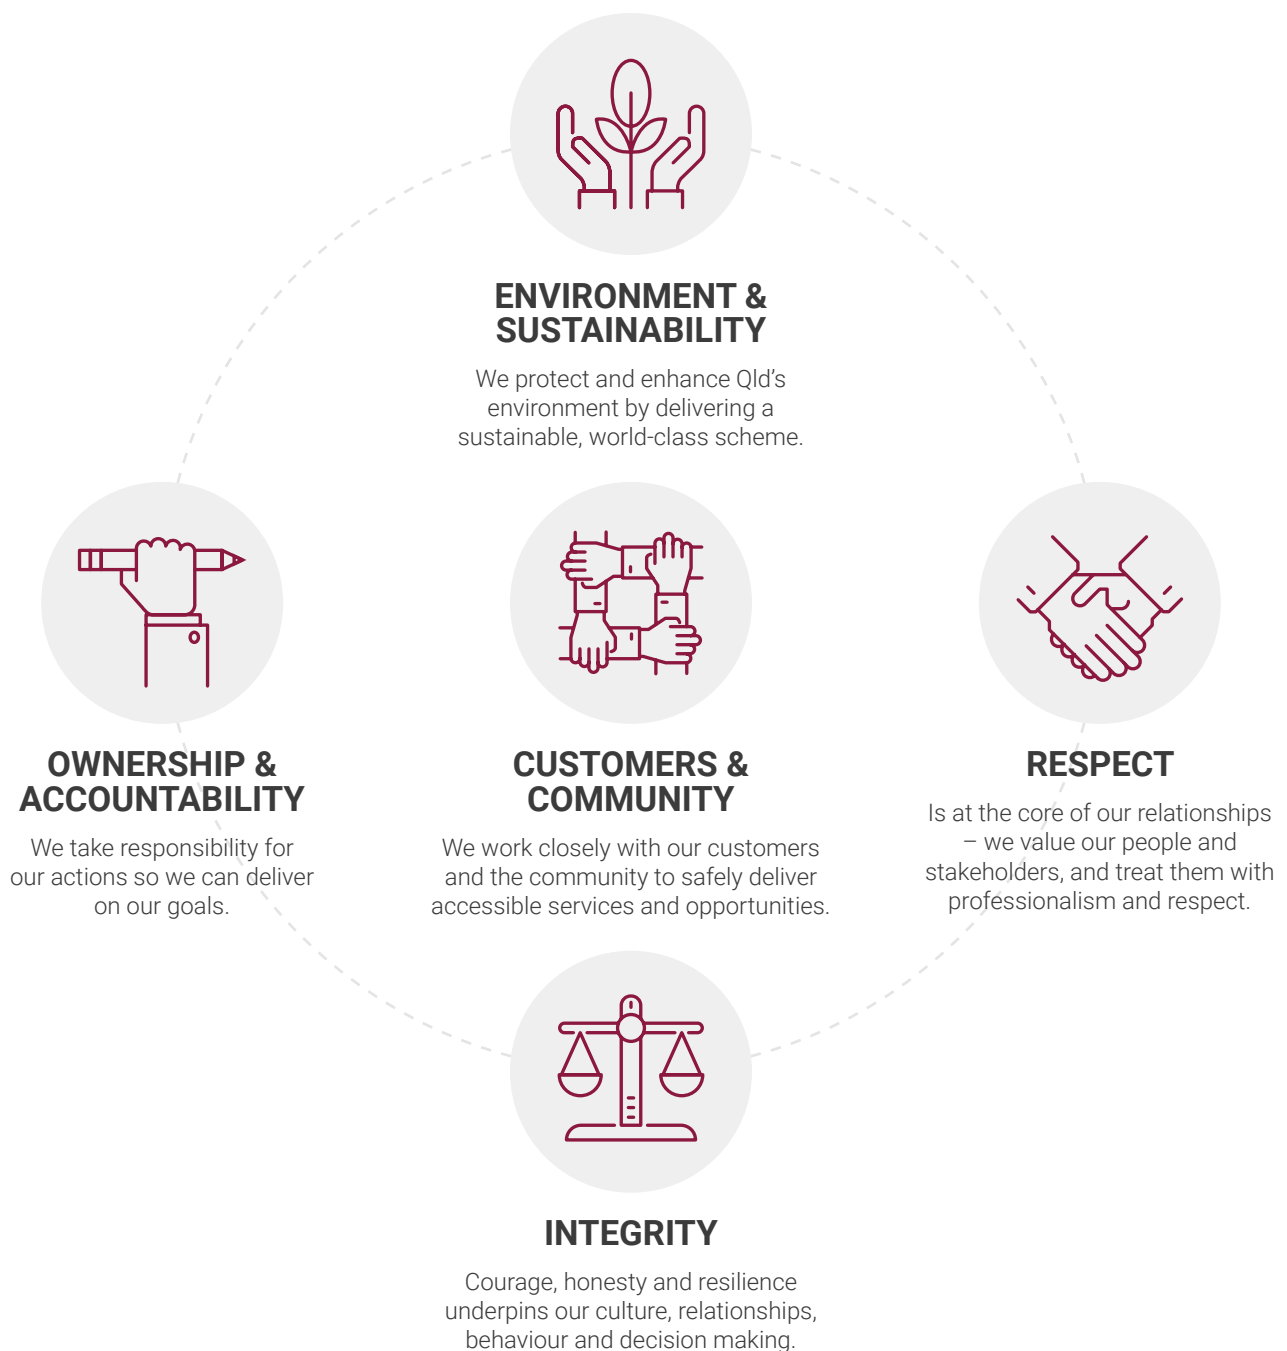 ENVIRONMENT &
SUSTAINABILITY
We protect and enhance Qld’s
environment by delivering a
sustainable, world-class scheme.
OWNERSHIP &
ACCOUNTABILITY
We take responsibility for
our actions so we can deliver
on our goals.
CUSTOMERS &
COMMUNITY
We work closely with our customers
and the community to safely deliver
accessible services and opportunities.
RESPECT
Is at the core of our relationships
– we value our people and
stakeholders, and treat them with
professionalism and respect.
INTEGRITY
Courage, honesty and resilience
underpins our culture, relationships,
behaviour and decision making.